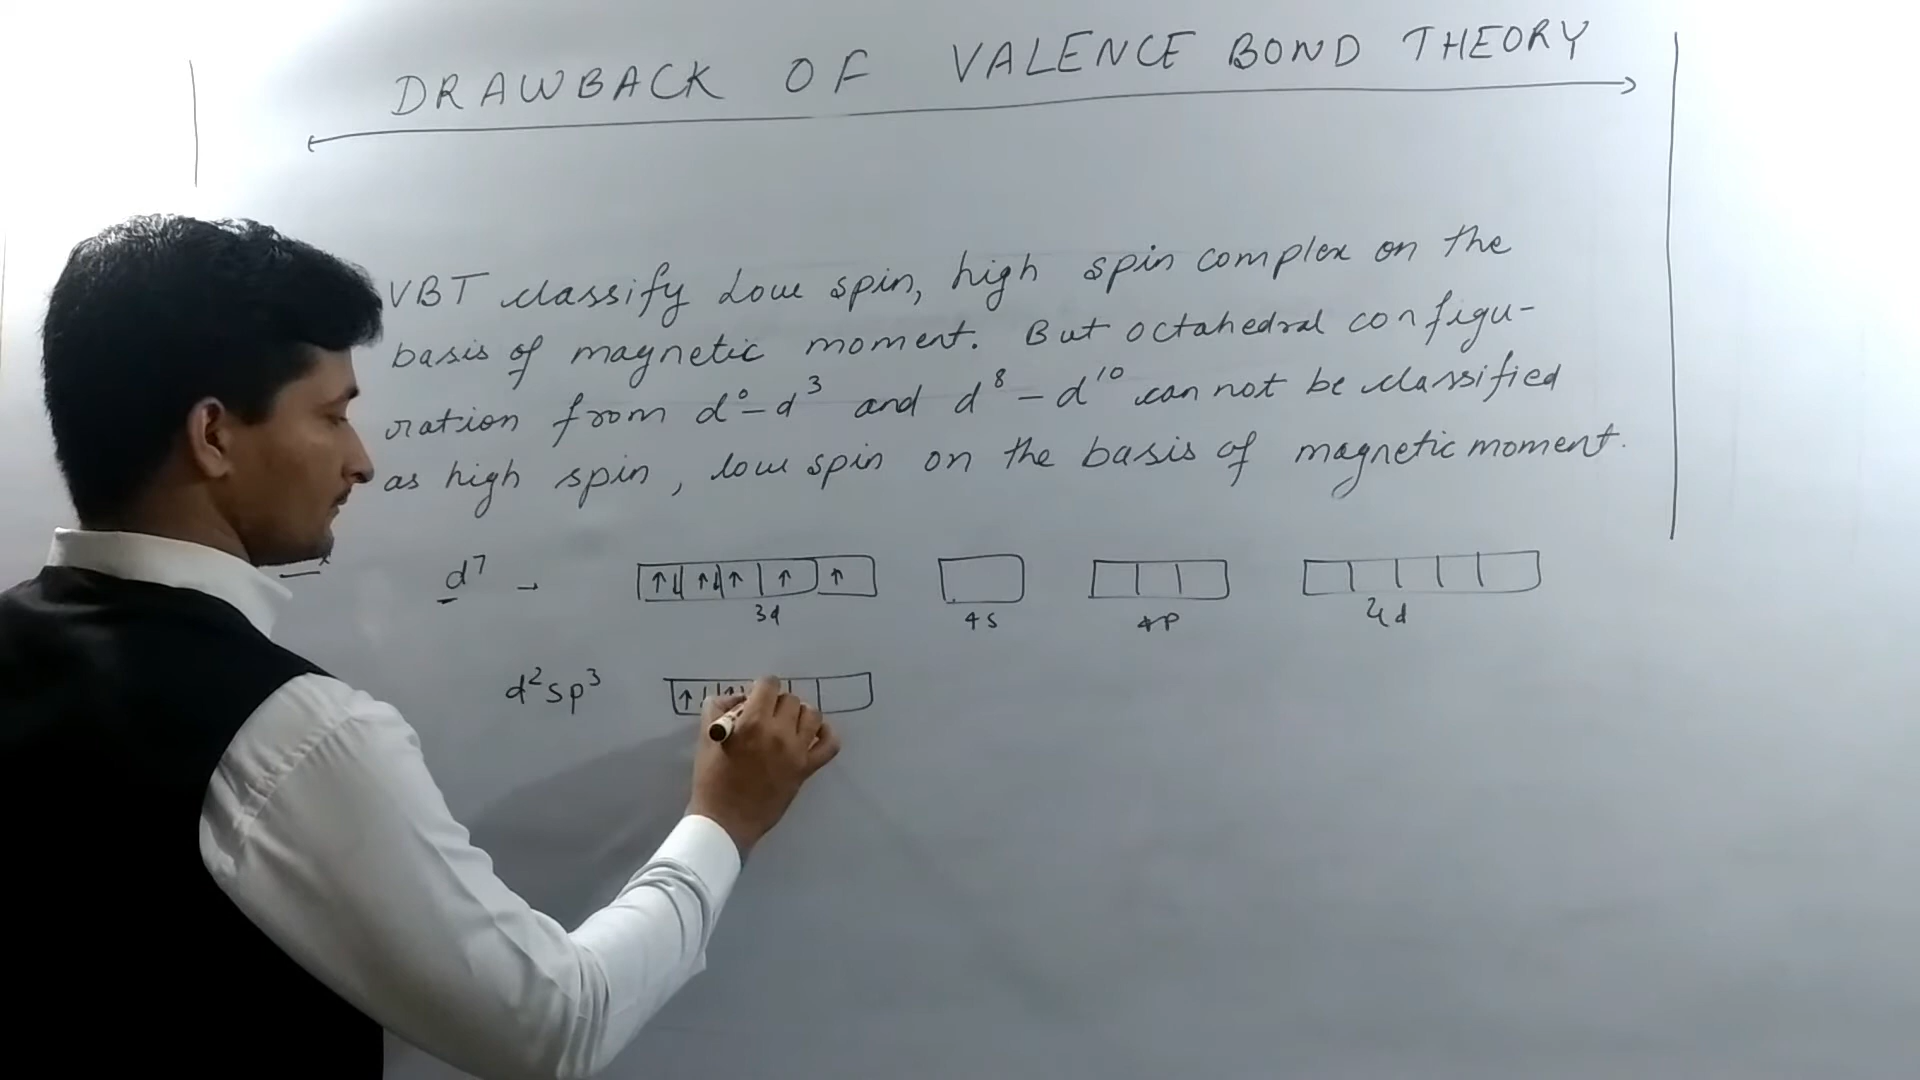 DRAWBACK OF VALENCE BOND THEORY
VBT classify Low spin, high spin complex on the
basis of magnetic moment. But octahedral configu-
ration from d⁰-d³ and d⁸-d¹⁰ can not be classified
as high spin, low spin on the basis of magnetic moment.
d⁷ - ↑↓ ↑↓ ↑ ↑ ↑
3d 4s 4p 4d
d²sp³